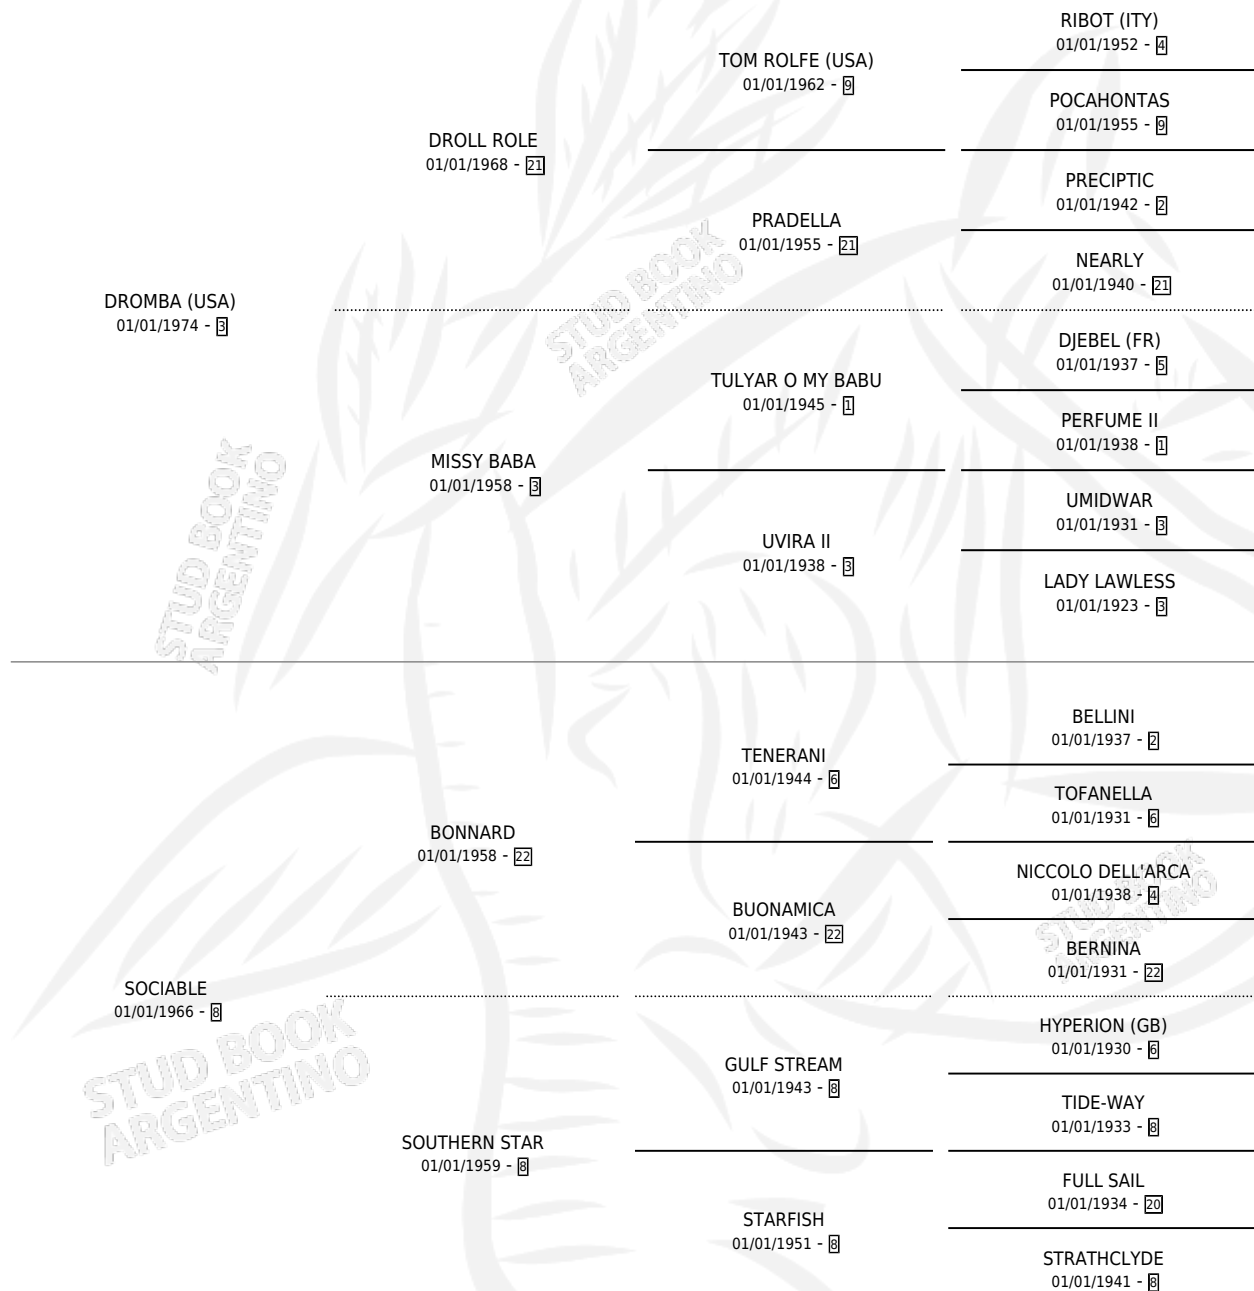 RIBOT (ITY)
01/01/1952 - 4
TOM ROLFE (USA)
01/01/1962 - 9
POCAHONTAS
01/01/1955 - 9
DROLL ROLE
01/01/1968 - 21
PRECIPTIC
01/01/1942 - 2
PRADELLA
01/01/1955 - 21
NEARLY
01/01/1940 - 21
DROMBA (USA)
01/01/1974 - 3
DJEBEL (FR)
01/01/1937 - 5
TULYAR O MY BABU
01/01/1945 - 1
PERFUME II
01/01/1938 - 1
MISSY BABA
01/01/1958 - 3
UMIDWAR
01/01/1931 - 3
UVIRA II
01/01/1938 - 3
LADY LAWLESS
01/01/1923 - 3
BELLINI
01/01/1937 - 2
TENERANI
01/01/1944 - 6
TOFANELLA
01/01/1931 - 6
BONNARD
01/01/1958 - 22
NICCOLO DELL'ARCA
01/01/1938 - 4
BUONAMICA
01/01/1943 - 22
BERNINA
01/01/1931 - 22
SOCIABLE
01/01/1966 - 8
HYPERION (GB)
01/01/1930 - 6
GULF STREAM
01/01/1943 - 8
TIDE-WAY
01/01/1933 - 8
SOUTHERN STAR
01/01/1959 - 8
FULL SAIL
01/01/1934 - 20
STARFISH
01/01/1951 - 8
STRATHCLYDE
01/01/1941 - 8
STUD BOOK
ARGENTINO
STUD BOOK
ARGENTINO
STUD BOOK
ARGENTINO
STUD BOOK
ARGENTINO